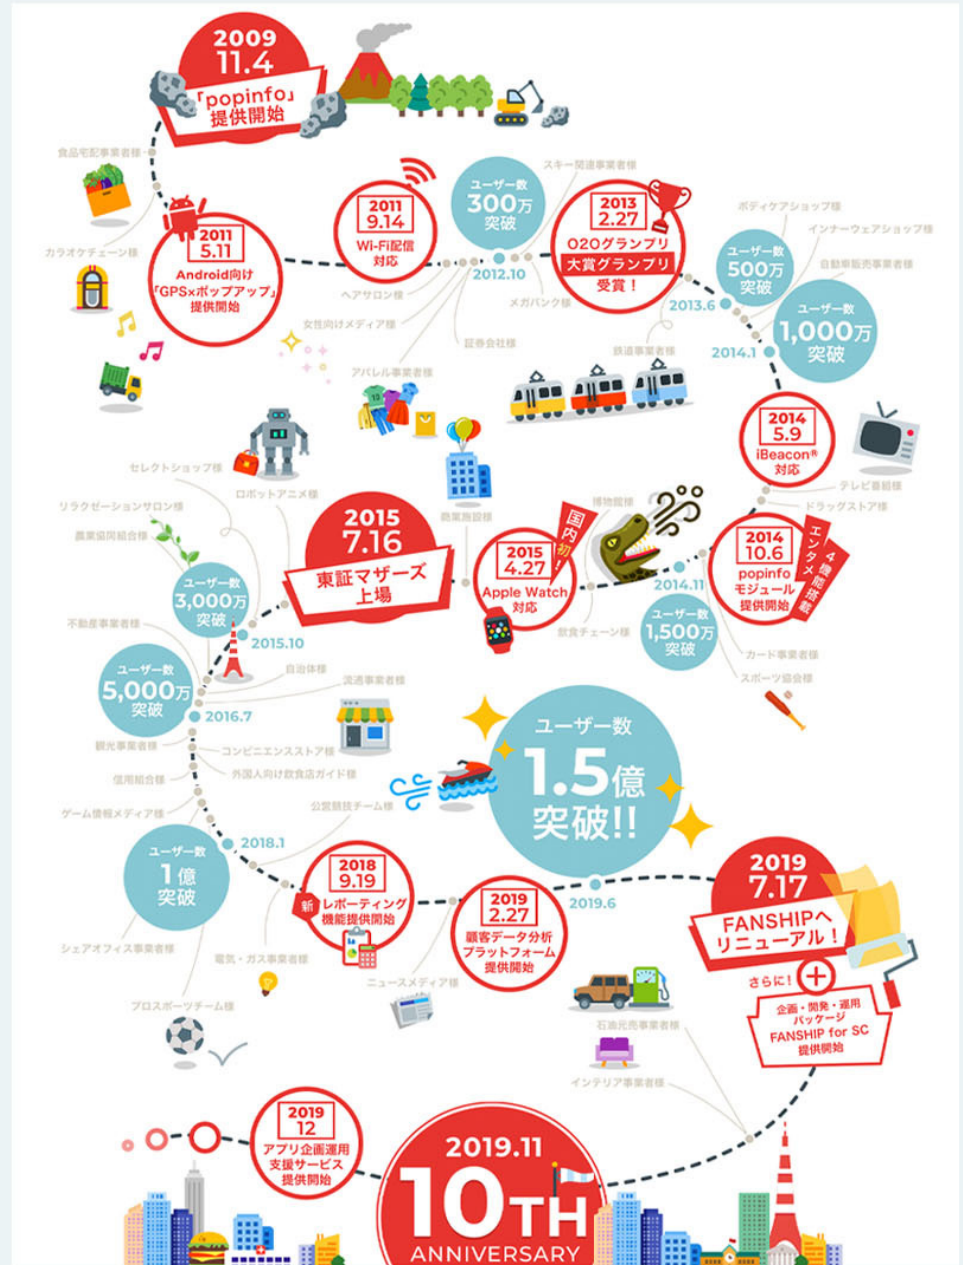 2009
11.4
「popinfo」
提供開始
食品宅配事業者様
カラオケチェーン様
2011
5.11
Android向け
「GPS×ポップアップ」
提供開始
2011
9.14
Wi-Fi配信
対応
ヘアサロン様
女性向けメディア様
アパレル事業者様
証券会社様
ユーザー数
300万
突破
2012.10
スキー関連事業者様
メガバンク様
2013
2.27
O2Oグランプリ
大賞グランプリ
受賞！
鉄道事業者様
2013.6
ユーザー数
500万
突破
ボディケアショップ様
インナーウェアショップ様
自動車販売事業者様
ユーザー数
1,000万
突破
2014.1
2014
5.9
iBeacon®
対応
テレビ番組様
ドラッグストア様
2014
10.6
popinfo
モジュール
提供開始
4機能搭載
エンタメ
カード事業者様
スポーツ協会様
2014.11
ユーザー数
1,500万
突破
博物館様
飲食チェーン様
国内初！
2015
4.27
Apple Watch
対応
商業施設様
2015
7.16
東証マザーズ
上場
ロボットアニメ様
セレクトショップ様
リラクゼーションサロン様
農業協同組合様
ユーザー数
3,000万
突破
2015.10
不動産事業者様
自治体様
流通事業者様
ユーザー数
5,000万
突破
2016.7
観光事業者様
コンビニエンスストア様
信用組合様
外国人向け飲食店ガイド様
ゲーム情報メディア様
公営競技チーム様
2018.1
ユーザー数
1億
突破
シェアオフィス事業者様
プロスポーツチーム様
電気・ガス事業者様
2018
9.19
新
レポーティング
機能提供開始
ニュースメディア様
2019
2.27
顧客データ分析
プラットフォーム
提供開始
ユーザー数
1.5億
突破!!
2019.6
2019
7.17
FANSHIPへ
リニューアル！
さらに！
企画・開発・運用
パッケージ
FANSHIP for SC
提供開始
石油元売事業者様
インテリア事業者様
2019.11
10TH
ANNIVERSARY
2019
12
アプリ企画運用
支援サービス
提供開始